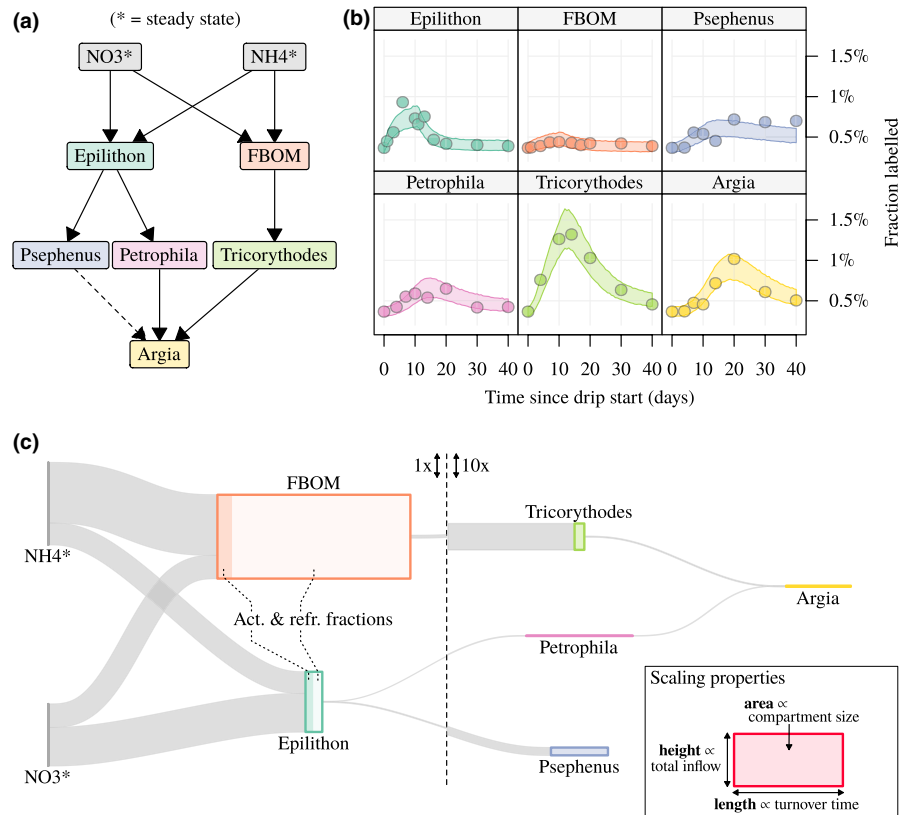 (a)
(* = steady state)
NO3* NH4*
Epilithon FBOM
Psephenus Petrophila Tricorythodes
Argia
(b)
Epilithon FBOM Psephenus
1.5%
1%
0.5%
Petrophila Tricorythodes Argia
1.5%
1%
0.5%
Fraction labelled
0 10 20 30 40 0 10 20 30 40 0 10 20 30 40
Time since drip start (days)
(c)
1x 10x
FBOM
Tricorythodes
NH4*
Argia
Act. & refr. fractions
Petrophila
Epilithon
Psephenus
NO3*
Scaling properties
area ∝
compartment size
height ∝
total inflow
length ∝ turnover time